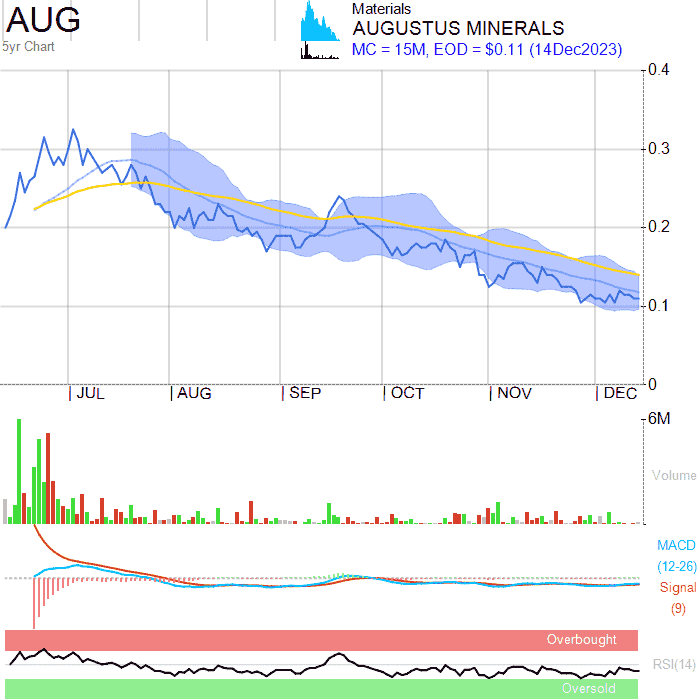 AUG
5yr Chart
Materials
AUGUSTUS MINERALS
MC = 15M, EOD = $0.11 (14Dec2023)
0.4
0.3
0.2
0.1
0
JUL AUG SEP OCT NOV DEC
6M
Volume
MACD
(12-26)
Signal
(9)
Overbought
RSI(14)
Oversold